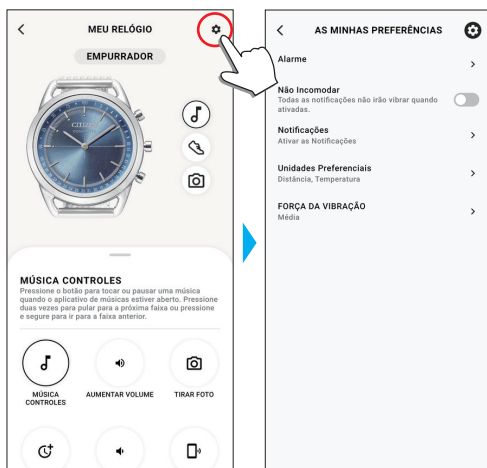 MEU RELÓGIO
EMPURRADOR
CITIZEN
MÚSICA CONTROLES
Pressione o botão para tocar ou pausar uma música
quando o aplicativo de músicas estiver aberto. Pressione
duas vezes para pular para a próxima faixa ou pressione
e segure para ir para a faixa anterior.
MÚSICA
CONTROLES
AUMENTAR VOLUME
TIRAR FOTO
AS MINHAS PREFERÊNCIAS
Alarme
Não Incomodar
Todas as notificações não irão vibrar quando
ativadas.
Notificações
Ativar as Notificações
Unidades Preferenciais
Distância, Temperatura
FORÇA DA VIBRAÇÃO
Média